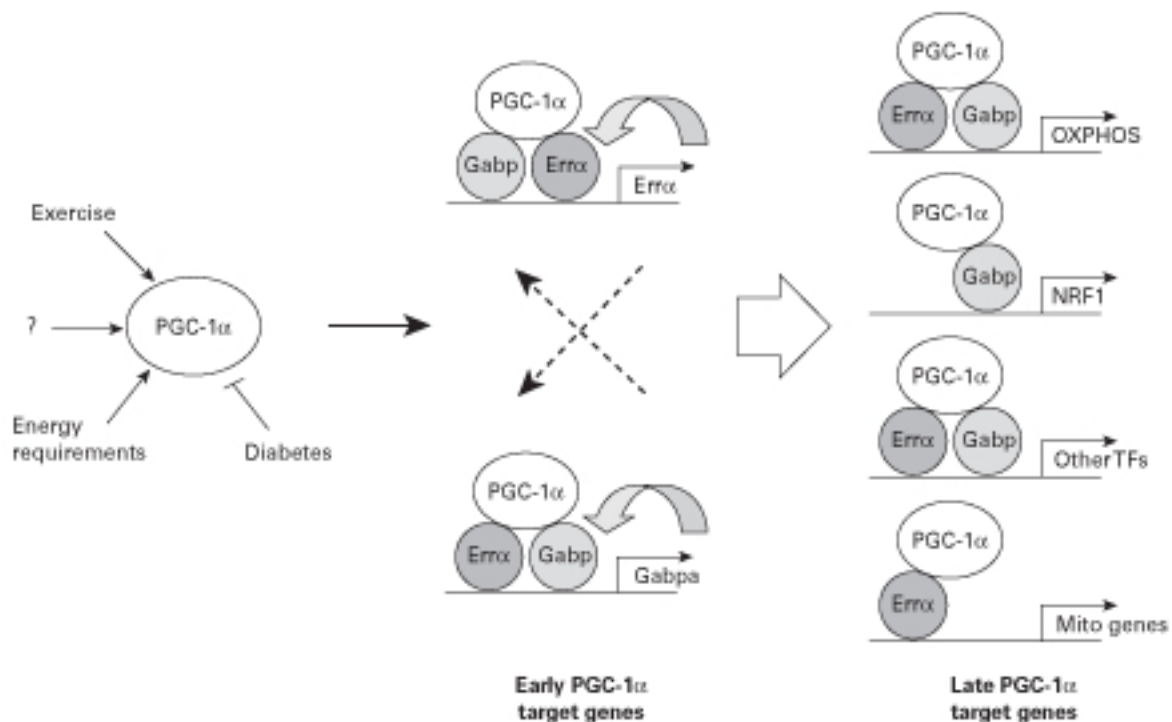 Exercise
?
Energy
requirements
PGC-1α
Diabetes
PGC-1α
Gabp
Errα
Errα
PGC-1α
Errα
Gabp
Gabpa
Early PGC-1α
target genes
PGC-1α
Errα
Gabp
OXPHOS
PGC-1α
Gabp
NRF1
PGC-1α
Errα
Gabp
Other TFs
PGC-1α
Errα
Mito genes
Late PGC-1α
target genes